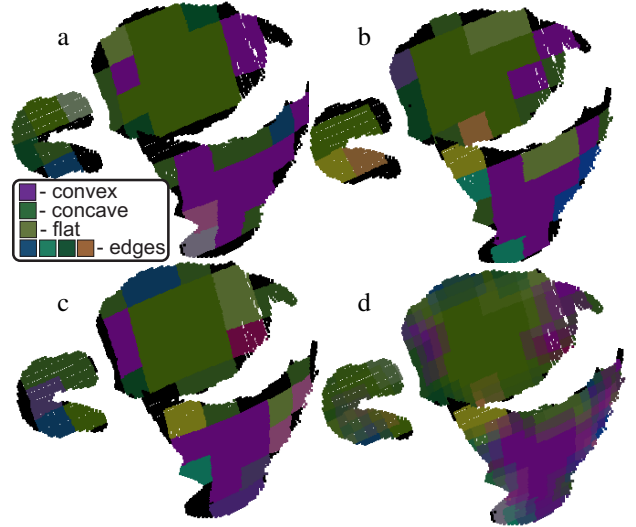 a
b
- convex
- concave
- flat
- edges
c
d